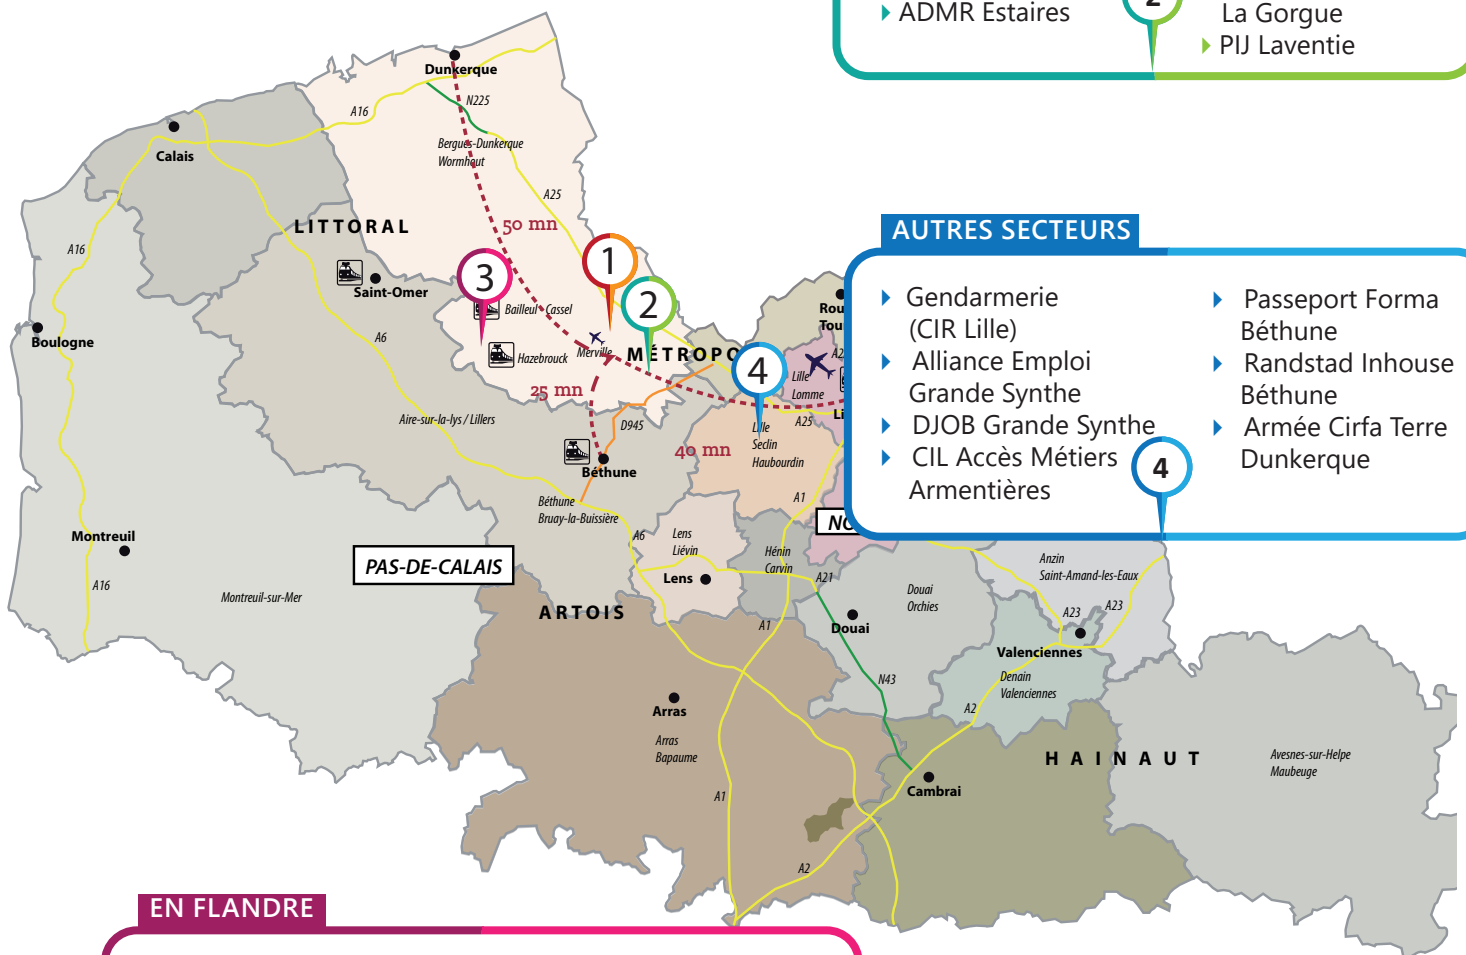 ADMR Estaires
2
La Gorgue
PIJ Laventie
Dunkerque
N225
A16
Calais
Bergues-Dunkerque
Wormhout
A25
LITTORAL
50 mn
A16
1
3
2
Saint-Omer
Bailleul Cassel
Boulogne
A6
Hazebrouck
Merville
4
25 mn
Lille
Lomme
Aire-sur-la-lys / Lillers
D945
A25
40 mn
Lille
Seclin
Haubourdin
Béthune
Béthune
Bruay-la-Buissière
A1
Montreuil
A6
Lens
Liévin
Hénin
Carvin
PAS-DE-CALAIS
Lens
A21
A16
Montreuil-sur-Mer
ARTOIS
A1
Douai
Douai
Orchies
Anzin
Saint-Amand-les-Eaux
A23
A23
Valenciennes
Denain
Valenciennes
N43
A2
Arras
Arras
Bapaume
HAINAUT
Avesnes-sur-Helpe
Maubeuge
Cambrai
A1
A2
AUTRES SECTEURS
Gendarmerie
(CIR Lille)
Alliance Emploi
Grande Synthe
DJOB Grande Synthe
CIL Accès Métiers
Armentières
4
Passeport Forma
Béthune
Randstad Inhouse
Béthune
Armée Cirfa Terre
Dunkerque
EN FLANDRE